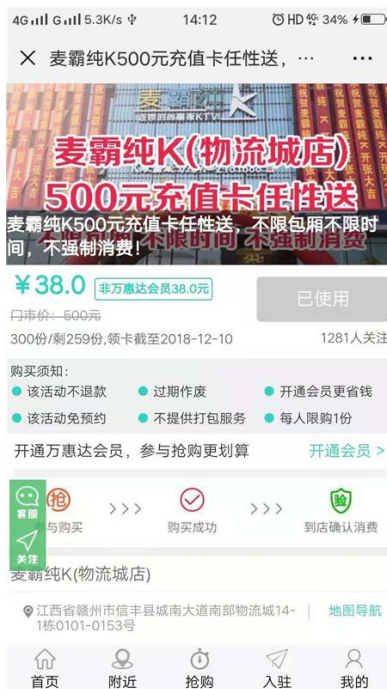 4G G 5.3K/s 14:12 HD 4G 34%
麦霸纯K500元充值卡任性送，… …
麦霸纯K(物流城店)
500元充值卡任性送
麦霸纯K500元充值卡任性送，不限包厢不限时
间，不强制消费！
不限时间 不强制消费
￥38.0 非万惠达会员38.0元 已使用
门市价：500元
300份/剩259份,领卡截至2018-12-10 1281人关注
购买须知：
该活动不退款 过期作废 开通会员更省钱
该活动免预约 不提供打包服务 每人限购1份
开通万惠达会员，参与抢购更划算 开通会员 >
客服 抢 >>> >>> 验
与购买 购买成功 到店确认消费
关注
麦霸纯K(物流城店)
江西省赣州市信丰县城南大道南部物流城14-1栋0101-0153号 地图导航
首页 附近 抢购 入驻 我的